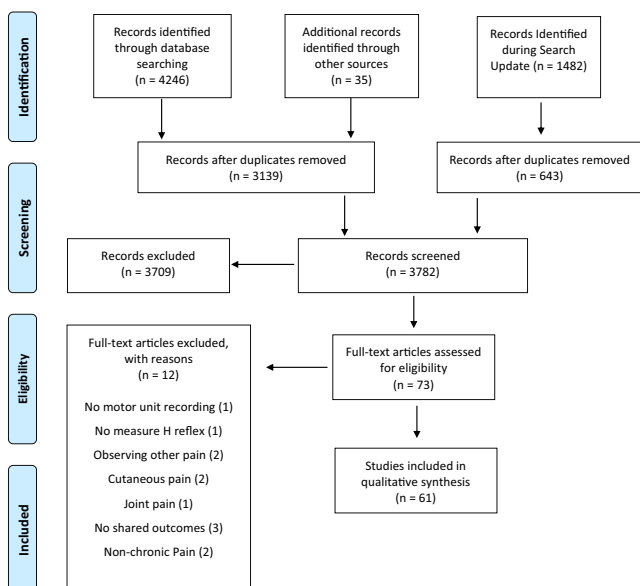 Identification
Records identified
through database
searching
(n = 4246)
Additional records
identified through
other sources
(n = 35)
Records Identified
during Search
Update (n = 1482)
Records after duplicates removed
(n = 3139)
Records after duplicates removed
(n = 643)
Screening
Records excluded
(n = 3709)
Records screened
(n = 3782)
Eligibility
Full-text articles excluded,
with reasons
(n = 12)
No motor unit recording (1)
No measure H reflex (1)
Observing other pain (2)
Cutaneous pain (2)
Joint pain (1)
No shared outcomes (3)
Non-chronic Pain (2)
Full-text articles assessed
for eligibility
(n = 73)
Included
Studies included in
qualitative synthesis
(n = 61)